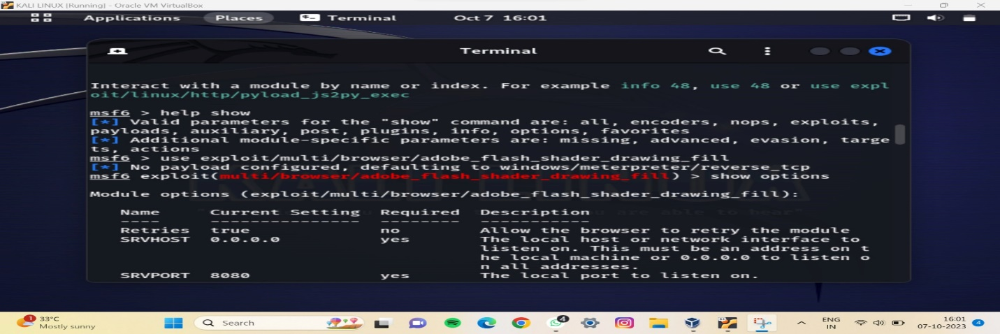 KALI LINUX [Running] - Oracle VM VirtualBox
Applications Places Terminal Oct 7 16:01
Terminal
Interact with a module by name or index. For example info 48, use 48 or use expl
oit/linux/http/pyload_js2py_exec
msf6 > help show
[*] Valid parameters for the "show" command are: all, encoders, nops, exploits,
payloads, auxiliary, post, plugins, info, options, favorites
[*] Additional module-specific parameters are: missing, advanced, evasion, targe
ts, actions
msf6 > use exploit/multi/browser/adobe_flash_shader_drawing_fill
[*] No payload configured, defaulting to windows/meterpreter/reverse_tcp
msf6 exploit(multi/browser/adobe_flash_shader_drawing_fill) > show options
Module options (exploit/multi/browser/adobe_flash_shader_drawing_fill):
Name Current Setting Required Description
---- --------------- -------- -----------
Retries true no Allow the browser to retry the module
SRVHOST 0.0.0.0 yes The local host or network interface to
listen on. This must be an address on t
he local machine or 0.0.0.0 to listen o
n all addresses.
SRVPORT 8080 yes The local port to listen on.
1 33°C
Mostly sunny
Search
4
ENG
IN
16:01
07-10-2023
4